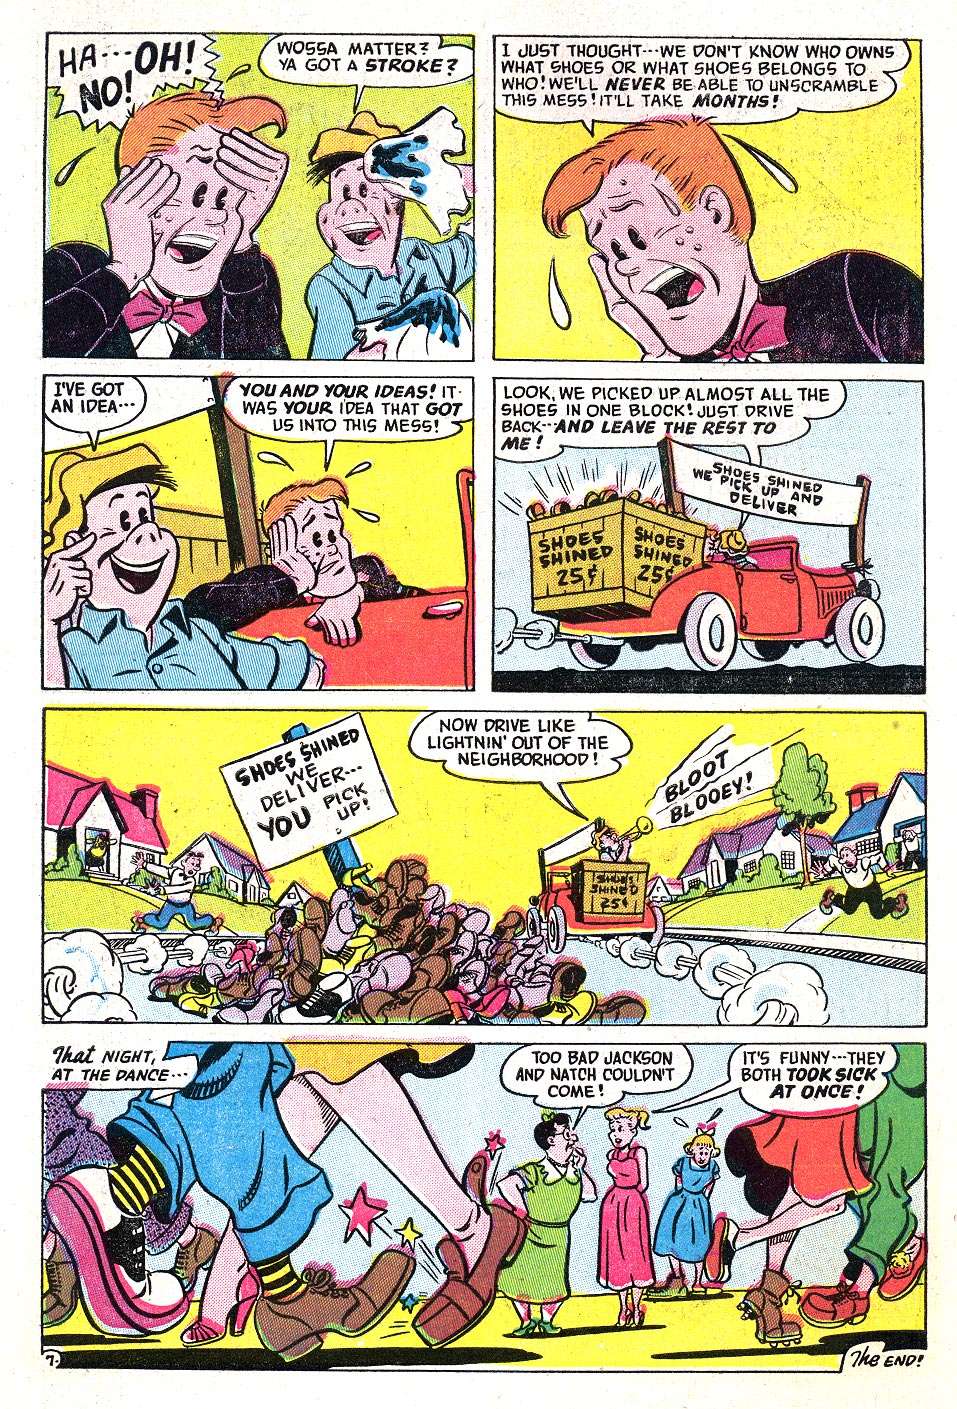 HA---OH!
NO!
WOSSA MATTER?
YA GOT A STROKE?
I JUST THOUGHT---WE DON'T KNOW WHO OWNS
WHAT SHOES OR WHAT SHOES BELONGS TO
WHO! WE'LL NEVER BE ABLE TO UNSCRAMBLE
THIS MESS! IT'LL TAKE MONTHS!
I'VE GOT
AN IDEA---
YOU AND YOUR IDEAS! IT
WAS YOUR IDEA THAT GOT
US INTO THIS MESS!
LOOK, WE PICKED UP ALMOST ALL THE
SHOES IN ONE BLOCK! JUST DRIVE
BACK---AND LEAVE THE REST TO
ME!
SHOES SHINED
WE PICK UP AND
DELIVER
SHOES
SHINED
25¢
SHOES
SHINED
25¢
SHOES SHINED
WE
DELIVER---
YOU PICK
UP!
NOW DRIVE LIKE
LIGHTNIN' OUT OF THE
NEIGHBORHOOD!
BLOOT
BLOOEY!
SHOES
SHINED
25¢
That NIGHT,
AT THE DANCE---
TOO BAD JACKSON
AND NATCH COULDN'T
COME!
IT'S FUNNY---THEY
BOTH TOOK SICK
AT ONCE!
7.
The END!